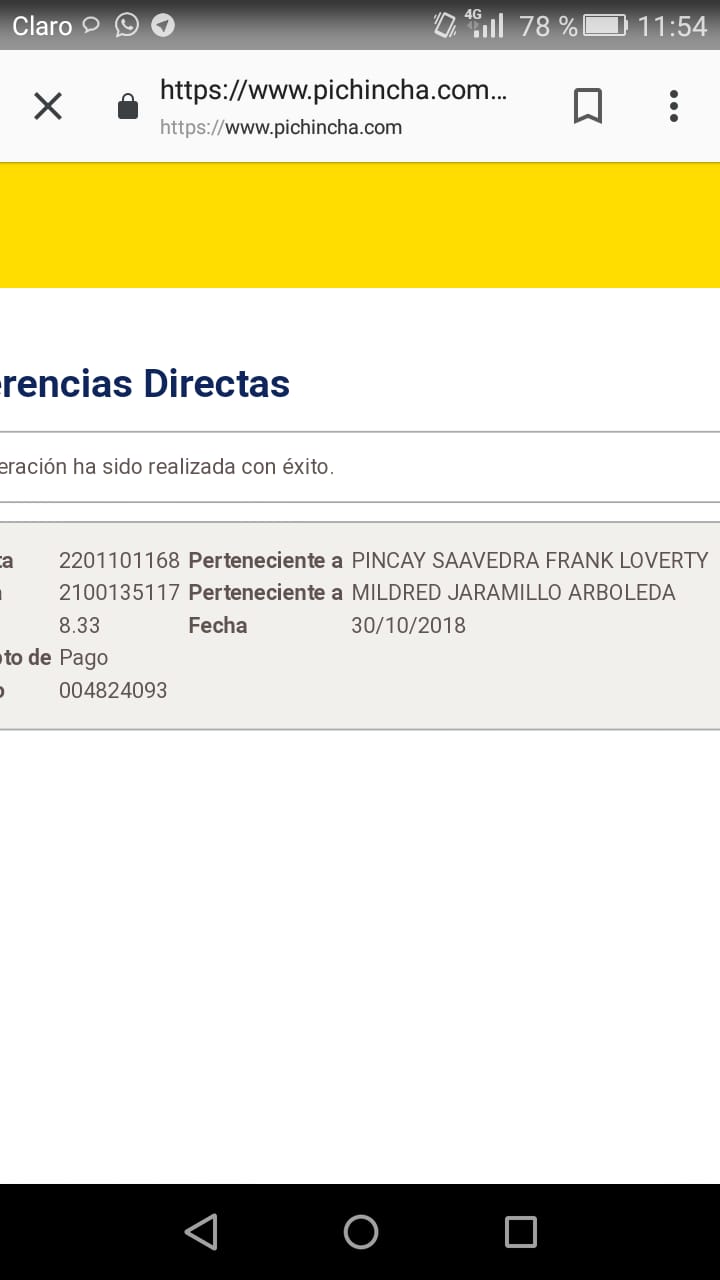 Claro 4G 78 % 11:54
https://www.pichincha.com...
https://www.pichincha.com
rencias Directas
eración ha sido realizada con éxito.
ta 2201101168 Perteneciente a PINCAY SAAVEDRA FRANK LOVERTY
2100135117 Perteneciente a MILDRED JARAMILLO ARBOLEDA
8.33 Fecha 30/10/2018
to de Pago
o 004824093